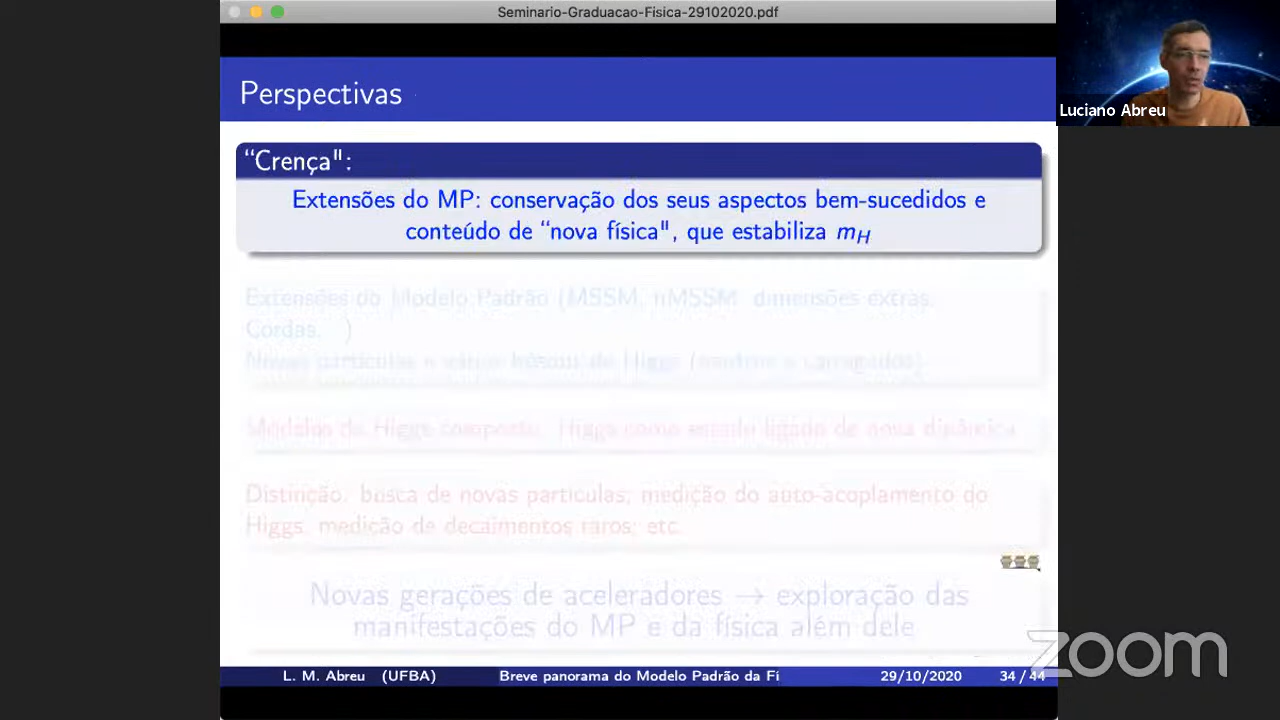 Seminario-Graduacao-Fisica-29102020.pdf
Luciano Abreu
Perspectivas
“Crença":
Extensões do MP: conservação dos seus aspectos bem-sucedidos e
conteúdo de “nova física", que estabiliza mH
Extensões do Modelo Padrão (MSSM, nMSSM, dimensões extras,
Cordas, )
Novas partículas e vários bósons de Higgs (neutros e carregados)
Modelos de Higgs composto: Higgs como estado ligado de nova dinâmica
Distinção: busca de novas partículas; medição do auto-acoplamento do
Higgs, medição de decaimentos raros; etc.
Novas gerações de aceleradores → exploração das
manifestações do MP e da física além dele
zoom
L. M. Abreu (UFBA) Breve panorama do Modelo Padrão da Fí 29/10/2020 34 / 44